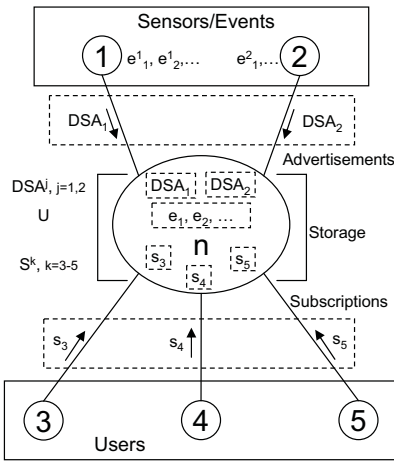 Sensors/Events
1 e¹₁, e¹₂,… e²₁,… 2
DSA₁ DSA₂
Advertisements
DSAʲ, j=1,2 DSA₁ DSA₂
U e₁, e₂, … Storage
n
Sᵏ, k=3-5 s₃ s₄ s₅
Subscriptions
s₃ s₄ s₅
3 4 5
Users